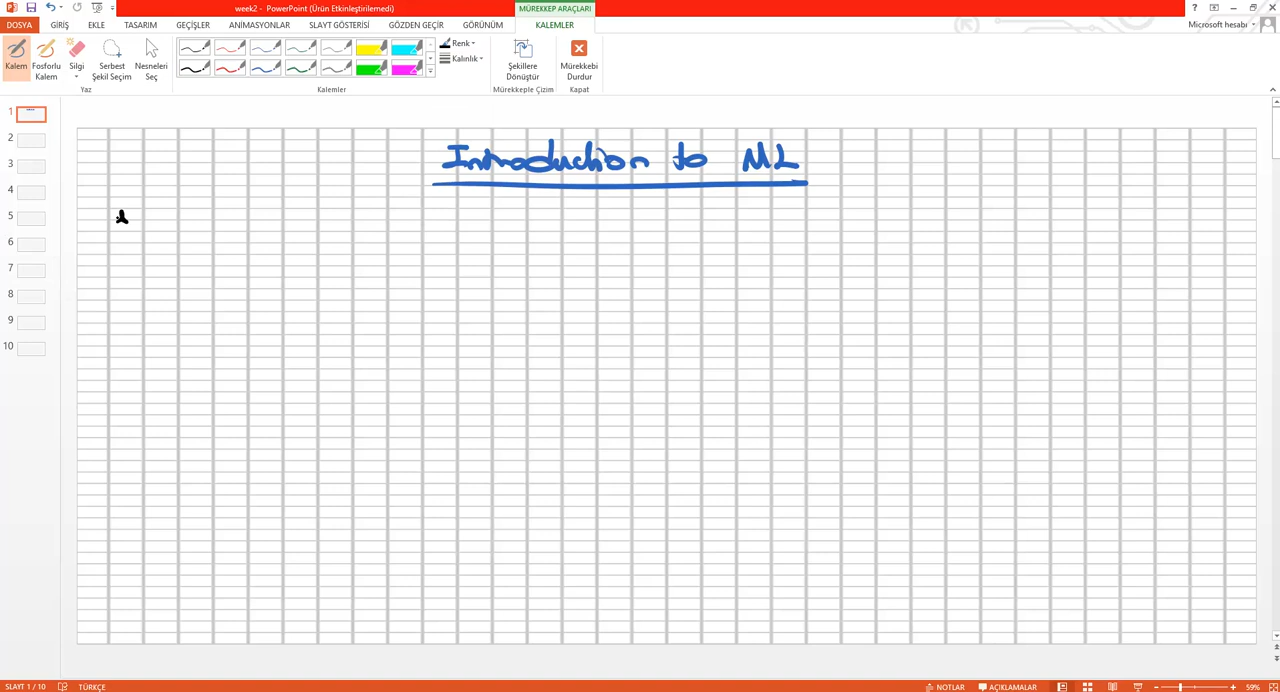 week2 - PowerPoint (Ürün Etkinleştirilemedi)
MÜREKKEP ARAÇLARI
DOSYA GİRİŞ EKLE TASARIM GEÇİŞLER ANİMASYONLAR SLAYT GÖSTERİSİ GÖZDEN GEÇİR GÖRÜNÜM KALEMLER
Microsoft hesabı
Kalem
Fosforlu Kalem
Silgi
Serbest Şekil Seçim
Nesneleri Seç
Yaz
Kalemler
Renk
Kalınlık
Şekillere Dönüştür
Mürekkeple Çizim
Mürekkebi Durdur
Kapat
1
2
3
4
5
6
7
8
9
10
Introduction to ML
SLAYT 1 / 10 TÜRKÇE NOTLAR AÇIKLAMALAR 59%